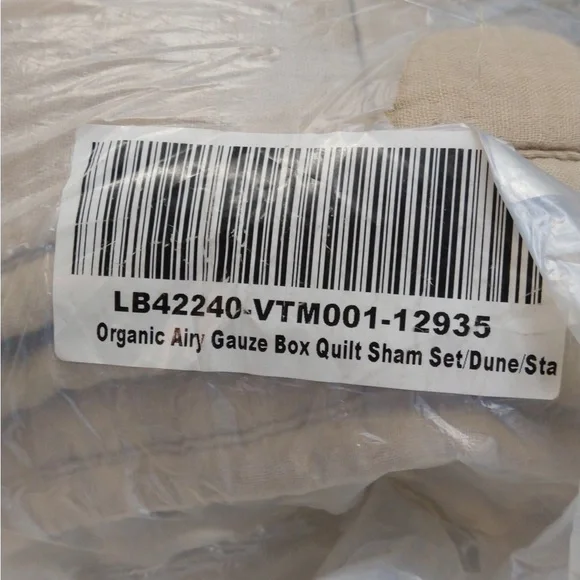 LB42240-VTM001-12935
Organic Airy Gauze Box Quilt Sham Set/Dune/Sta